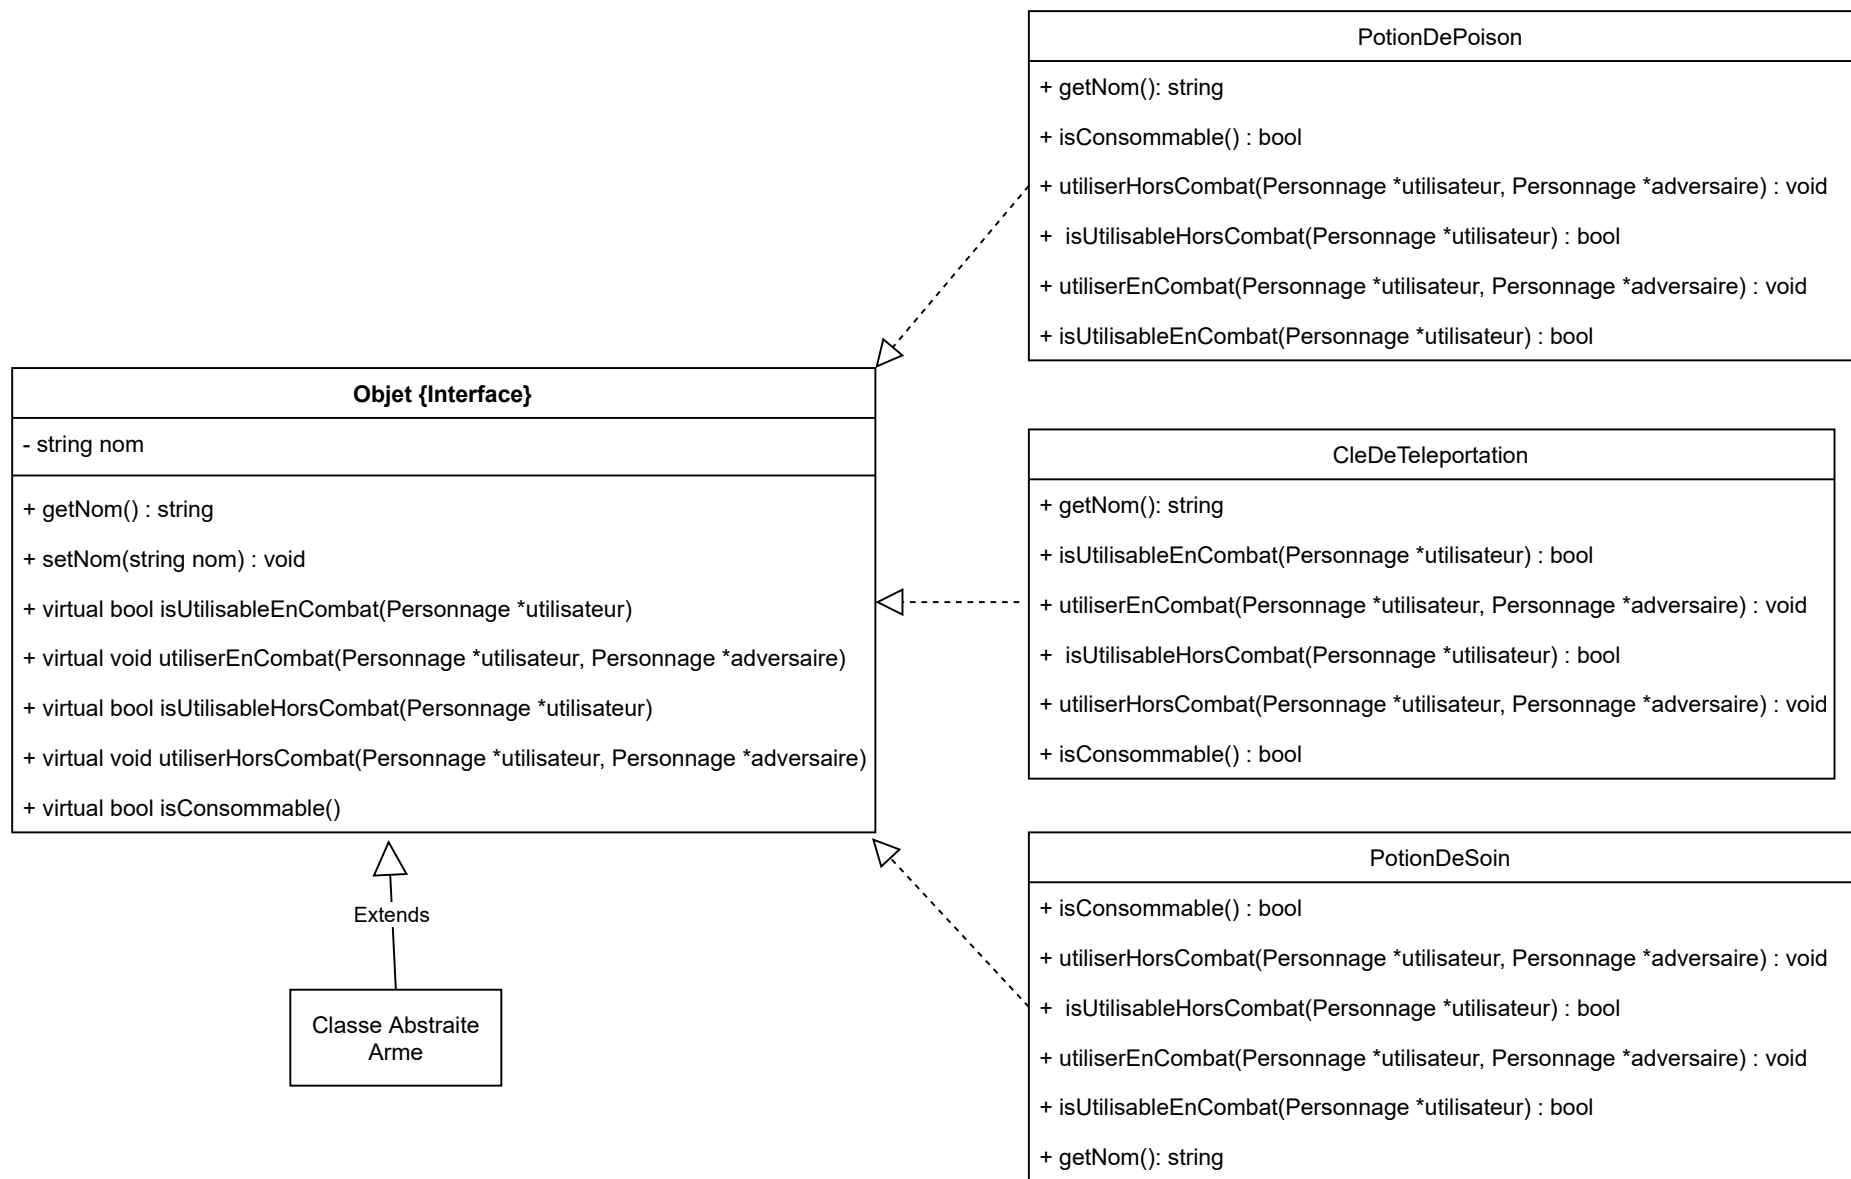 PotionDePoison
+ getNom(): string
+ isConsommable() : bool
+ utiliserHorsCombat(Personnage *utilisateur, Personnage *adversaire) : void
+ isUtilisableHorsCombat(Personnage *utilisateur) : bool
+ utiliserEnCombat(Personnage *utilisateur, Personnage *adversaire) : void
+ isUtilisableEnCombat(Personnage *utilisateur) : bool
Objet {Interface}
- string nom
+ getNom() : string
+ setNom(string nom) : void
+ virtual bool isUtilisableEnCombat(Personnage *utilisateur)
+ virtual void utiliserEnCombat(Personnage *utilisateur, Personnage *adversaire)
+ virtual bool isUtilisableHorsCombat(Personnage *utilisateur)
+ virtual void utiliserHorsCombat(Personnage *utilisateur, Personnage *adversaire)
+ virtual bool isConsommable()
CleDeTeleportation
+ getNom(): string
+ isUtilisableEnCombat(Personnage *utilisateur) : bool
+ utiliserEnCombat(Personnage *utilisateur, Personnage *adversaire) : void
+ isUtilisableHorsCombat(Personnage *utilisateur) : bool
+ utiliserHorsCombat(Personnage *utilisateur, Personnage *adversaire) : void
+ isConsommable() : bool
Extends
Classe Abstraite
Arme
PotionDeSoin
+ isConsommable() : bool
+ utiliserHorsCombat(Personnage *utilisateur, Personnage *adversaire) : void
+ isUtilisableHorsCombat(Personnage *utilisateur) : bool
+ utiliserEnCombat(Personnage *utilisateur, Personnage *adversaire) : void
+ isUtilisableEnCombat(Personnage *utilisateur) : bool
+ getNom(): string